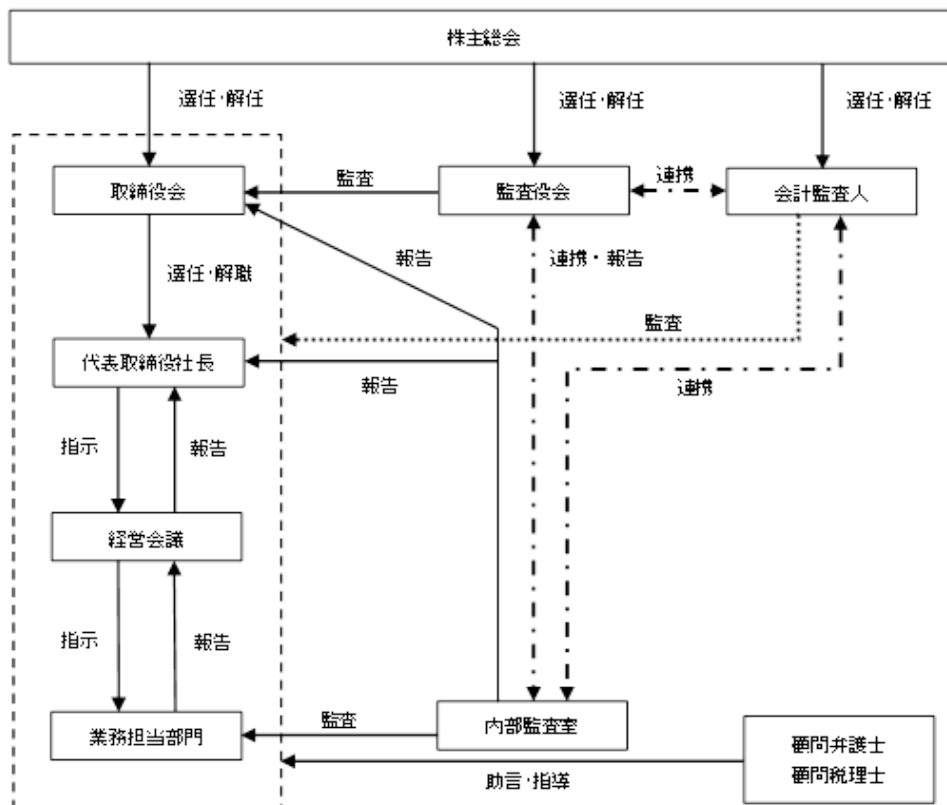 株主総会
選任・解任
選任・解任
選任・解任
取締役会
監査
監査役会
連携
会計監査人
選任・解職
報告
連携・報告
監査
代表取締役社長
報告
連携
指示
報告
経営会議
指示
報告
業務担当部門
監査
内部監査室
顧問弁護士
顧問税理士
助言・指導